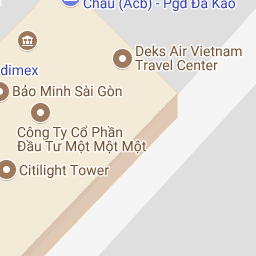 Châu (Acb) - Pgd Đa Kao
Deks Air Vietnam
Travel Center
dimex
Bảo Minh Sài Gòn
Công Ty Cổ Phần
Đầu Tư Một Một Một
Citilight Tower